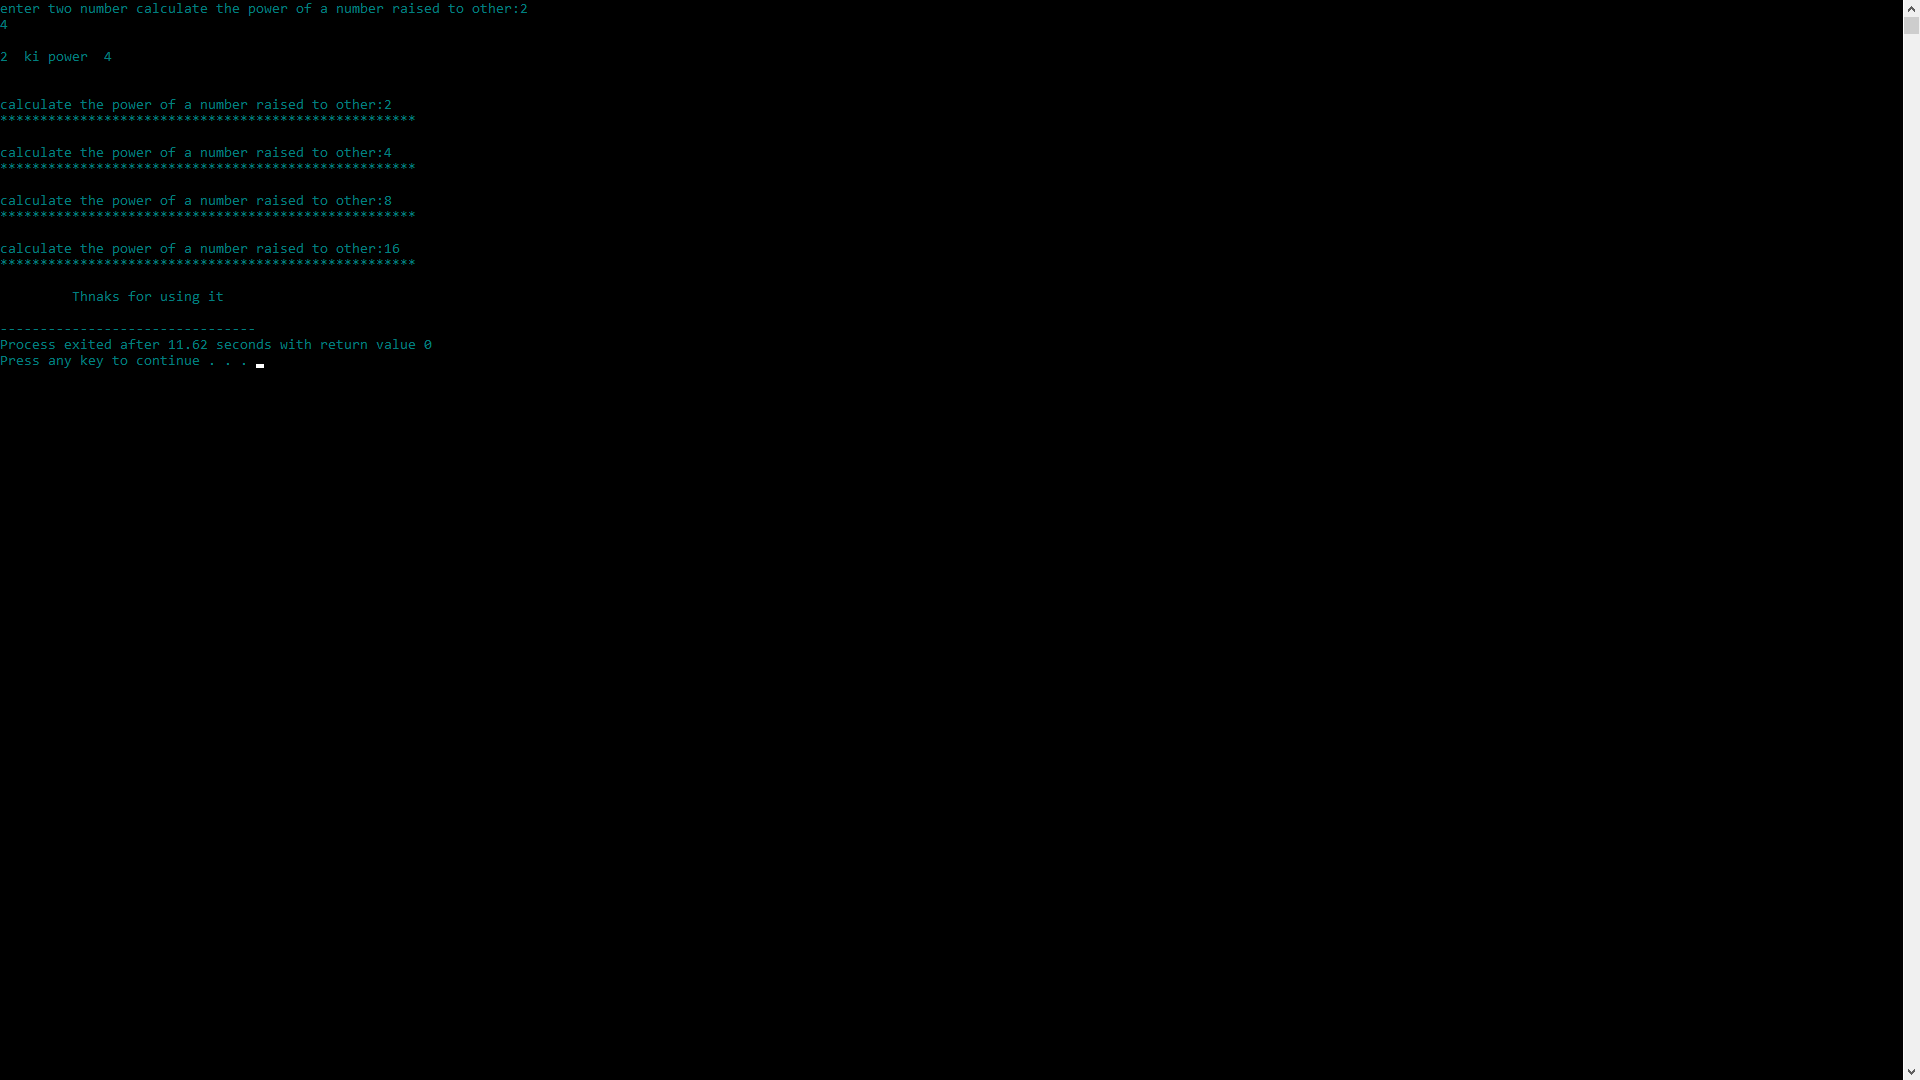 enter two number calculate the power of a number raised to other:2
4
2  ki power  4
calculate the power of a number raised to other:2
****************************************************
calculate the power of a number raised to other:4
****************************************************
calculate the power of a number raised to other:8
****************************************************
calculate the power of a number raised to other:16
****************************************************
Thnaks for using it
--------------------------------
Process exited after 11.62 seconds with return value 0
Press any key to continue . . .